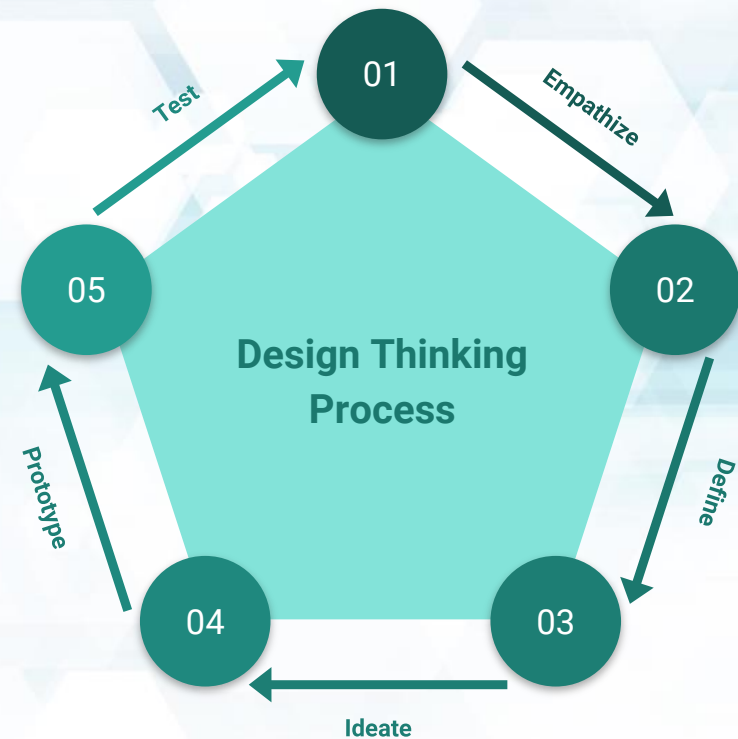 01
Empathize
02
Define
03
Ideate
04
Prototype
05
Test
Design Thinking
Process